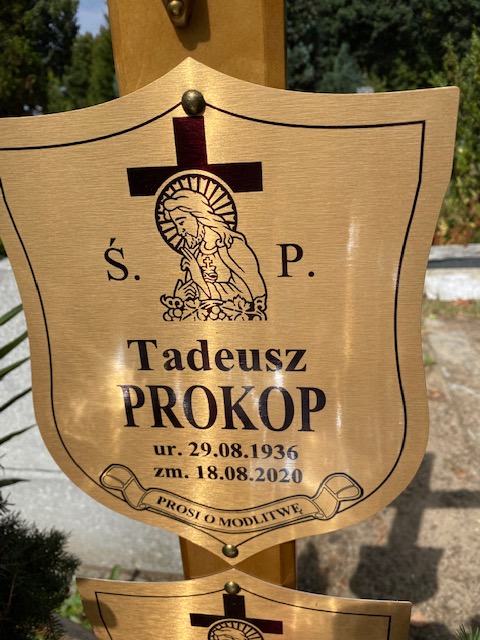 Ś. P.
Tadeusz
PROKOP
ur. 29.08.1936
zm. 18.08.2020
PROSI O MODLITWĘ